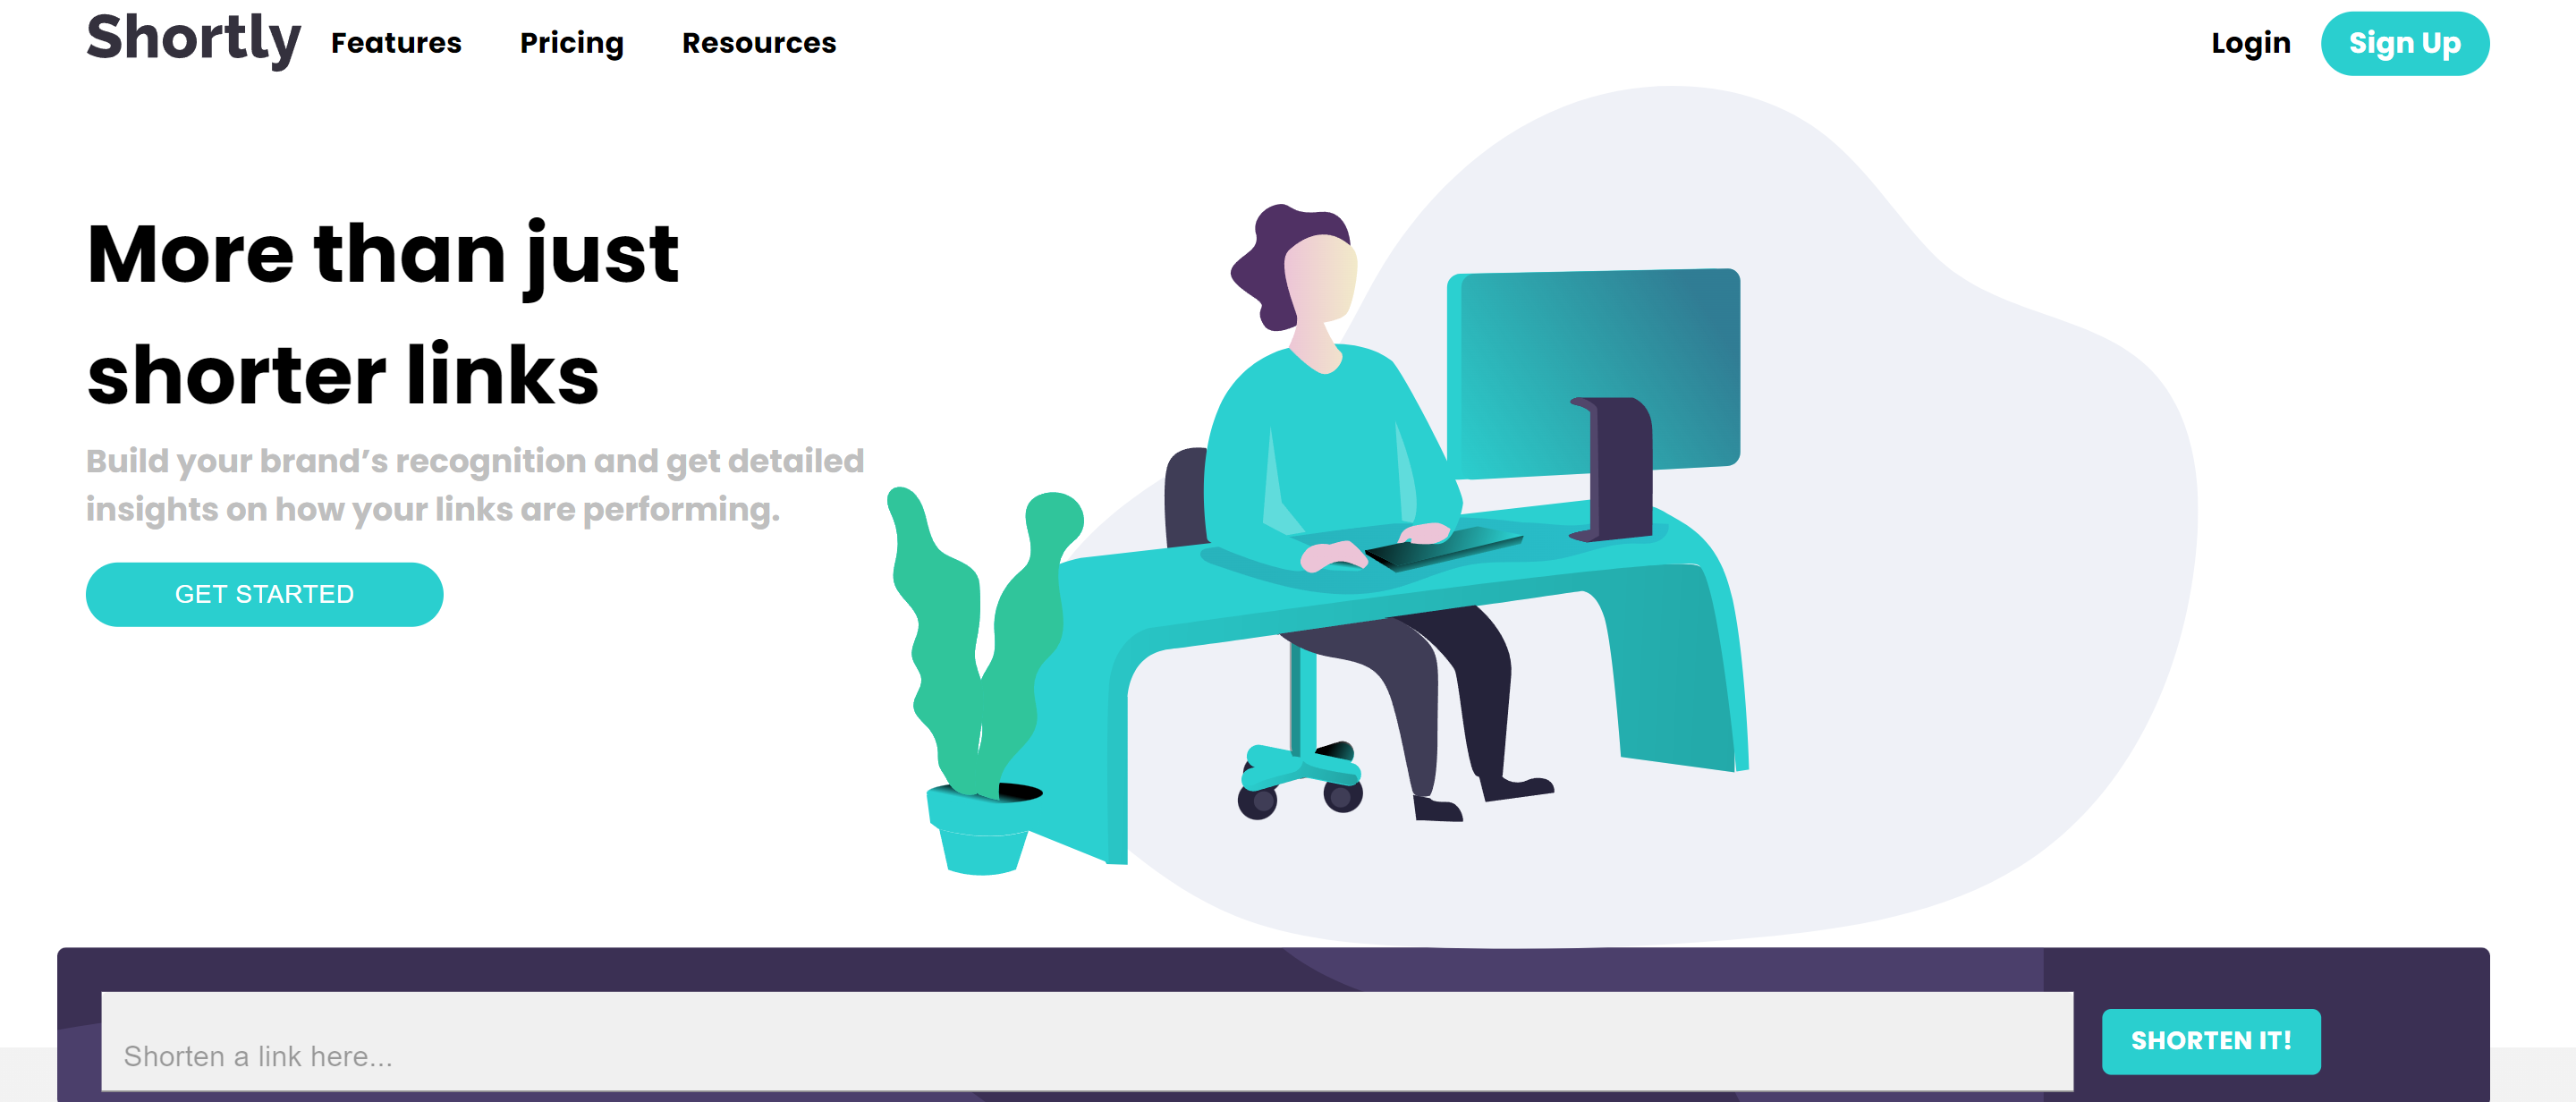 Shortly Features Pricing Resources Login Sign Up
More than just
shorter links
Build your brand’s recognition and get detailed
insights on how your links are performing.
GET STARTED
Shorten a link here...
SHORTEN IT!